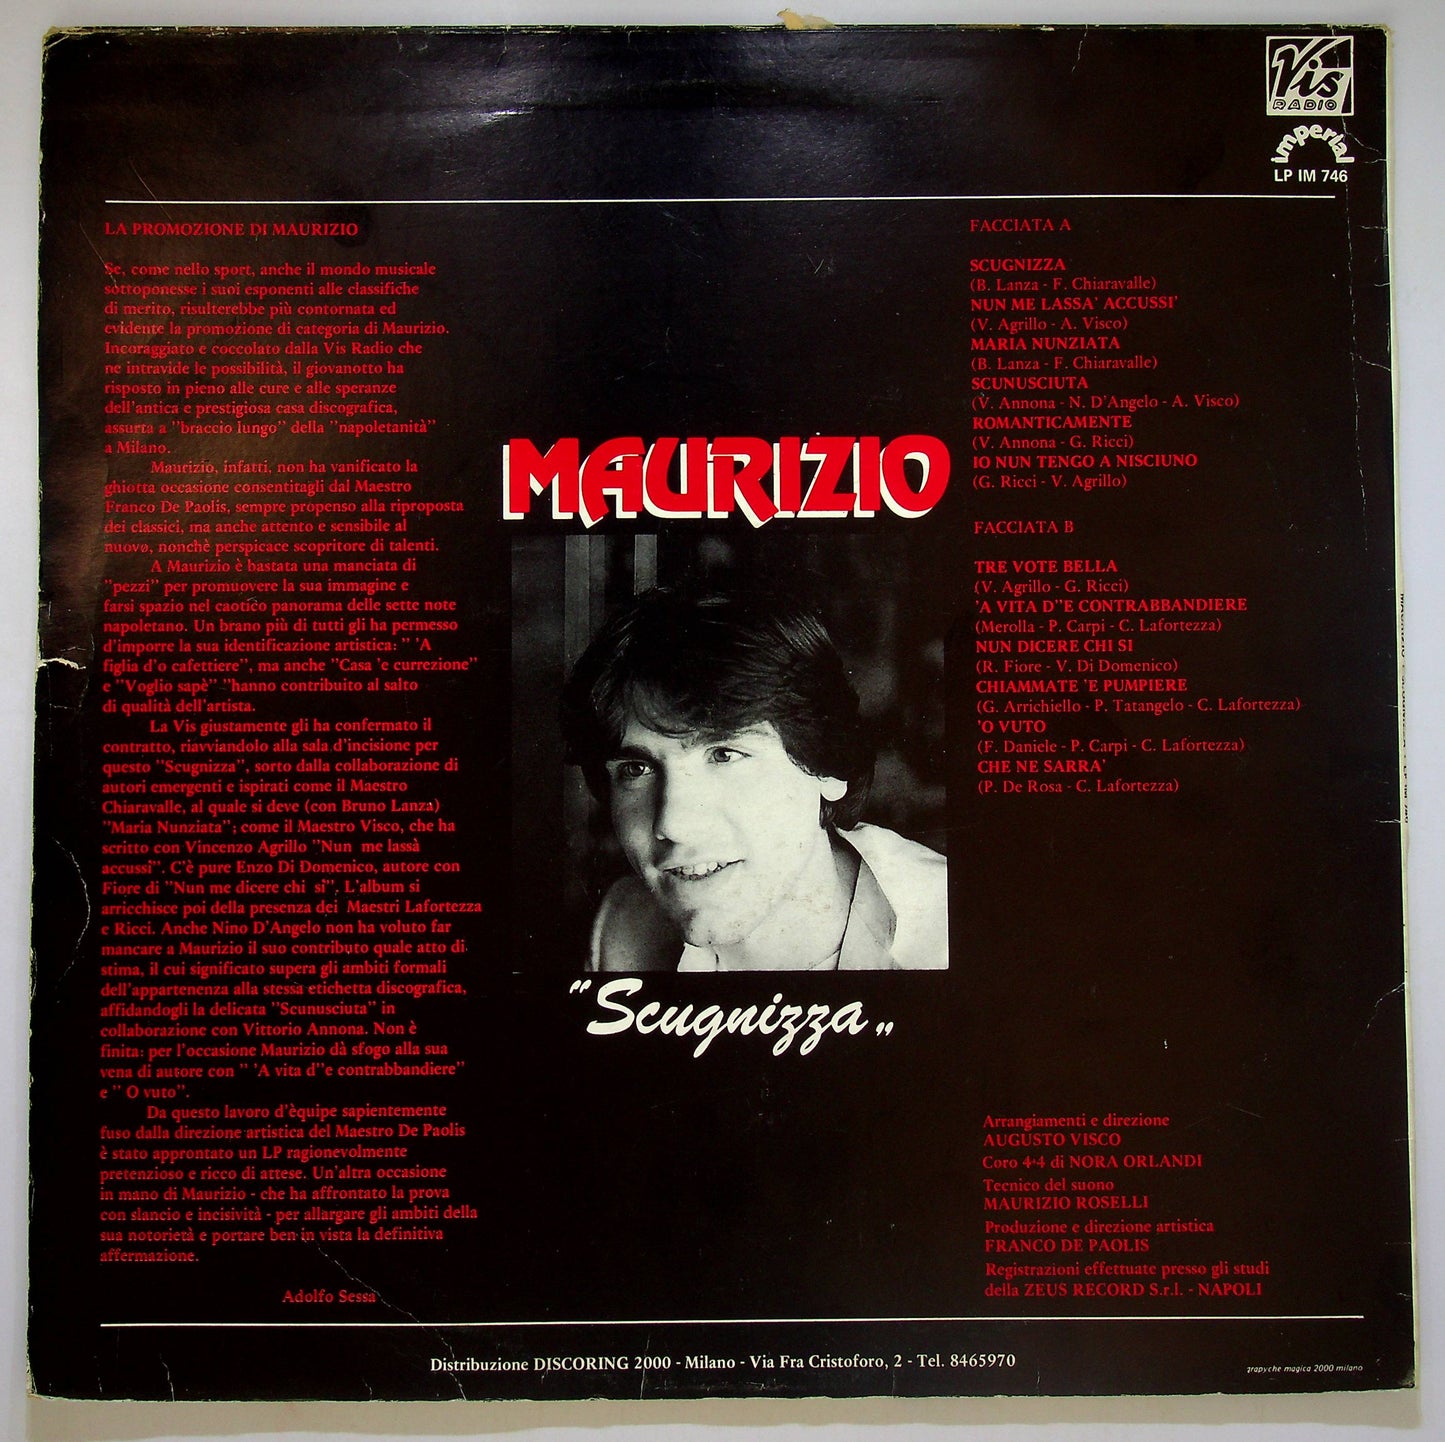 Vis
RADIO
imperial
LP IM 746
LA PROMOZIONE DI MAURIZIO
Se, come nello sport, anche il mondo musicale
sottoponesse i suoi esponenti alle classifiche
di merito, risulterebbe più contornata ed
evidente la promozione di categoria di Maurizio.
Incoraggiato e coccolato dalla Vis Radio che
ne intravide le possibilità, il giovanotto ha
risposto in pieno alle cure e alle speranze
dell'antica e prestigiosa casa discografica,
assurta a "braccio lungo" della "napoletanità"
a Milano.
Maurizio, infatti, non ha vanificato la
ghiotta occasione consentitagli dal Maestro
Franco De Paolis, sempre propenso alla riproposta
dei classici, ma anche attento e sensibile al
nuovo, nonchè perspicace scopritore di talenti.
A Maurizio è bastata una manciata di
"pezzi" per promuovere la sua immagine e
farsi spazio nel caotico panorama delle sette note
napoletano. Un brano più di tutti gli ha permesso
d'imporre la sua identificazione artistica: " 'A
figlia d'o cafettiere", ma anche "Casa 'e currezione"
e "Voglio sapè" "hanno contribuito al salto
di qualità dell'artista.
La Vis giustamente gli ha confermato il
contratto, riavviandolo alla sala d'incisione per
questo "Scugnizza", sorto dalla collaborazione di
autori emergenti e ispirati come il Maestro
Chiaravalle, al quale si deve (con Bruno Lanza)
"Maria Nunziata"; come il Maestro Visco, che ha
scritto con Vincenzo Agrillo "Nun me lassà
accussì". C'è pure Enzo Di Domenico, autore con
Fiore di "Nun me dicere chi sì". L'album si
arricchisce poi della presenza dei Maestri Lafortezza
e Ricci. Anche Nino D'Angelo non ha voluto far
mancare a Maurizio il suo contributo quale atto di
stima, il cui significato supera gli ambiti formali
dell'appartenenza alla stessa etichetta discografica,
affidandogli la delicata "Scunusciuta" in
collaborazione con Vittorio Annona. Non è
finita: per l'occasione Maurizio dà sfogo alla sua
vena di autore con " 'A vita d"e contrabbandiere"
e " O vuto".
Da questo lavoro d'èquipe sapientemente
fuso dalla direzione artistica del Maestro De Paolis
è stato approntato un LP ragionevolmente
pretenzioso e ricco di attese. Un'altra occasione
in mano di Maurizio - che ha affrontato la prova
con slancio e incisività - per allargare gli ambiti della
sua notorietà e portare ben in vista la definitiva
affermazione.
Adolfo Sessa
MAURIZIO
"Scugnizza„
FACCIATA A
SCUGNIZZA
(B. Lanza - F. Chiaravalle)
NUN ME LASSA' ACCUSSI'
(V. Agrillo - A. Visco)
MARIA NUNZIATA
(B. Lanza - F. Chiaravalle)
SCUNUSCIUTA
(V. Annona - N. D'Angelo - A. Visco)
ROMANTICAMENTE
(V. Annona - G. Ricci)
IO NUN TENGO A NISCIUNO
(G. Ricci - V. Agrillo)
FACCIATA B
TRE VOTE BELLA
(V. Agrillo - G. Ricci)
'A VITA D"E CONTRABBANDIERE
(Merolla - P. Carpi - C. Lafortezza)
NUN DICERE CHI SI
(R. Fiore - V. Di Domenico)
CHIAMMATE 'E PUMPIERE
(G. Arrichiello - P. Tatangelo - C. Lafortezza)
'O VUTO
(F. Daniele - P. Carpi - C. Lafortezza)
CHE NE SARRA'
(P. De Rosa - C. Lafortezza)
Arrangiamenti e direzione
AUGUSTO VISCO
Coro 4+4 di NORA ORLANDI
Tecnico del suono
MAURIZIO ROSELLI
Produzione e direzione artistica
FRANCO DE PAOLIS
Registrazioni effettuate presso gli studi
della ZEUS RECORD S.r.l. - NAPOLI
Distribuzione DISCORING 2000 - Milano - Via Fra Cristoforo, 2 - Tel. 8465970
grapyche magica 2000 milano